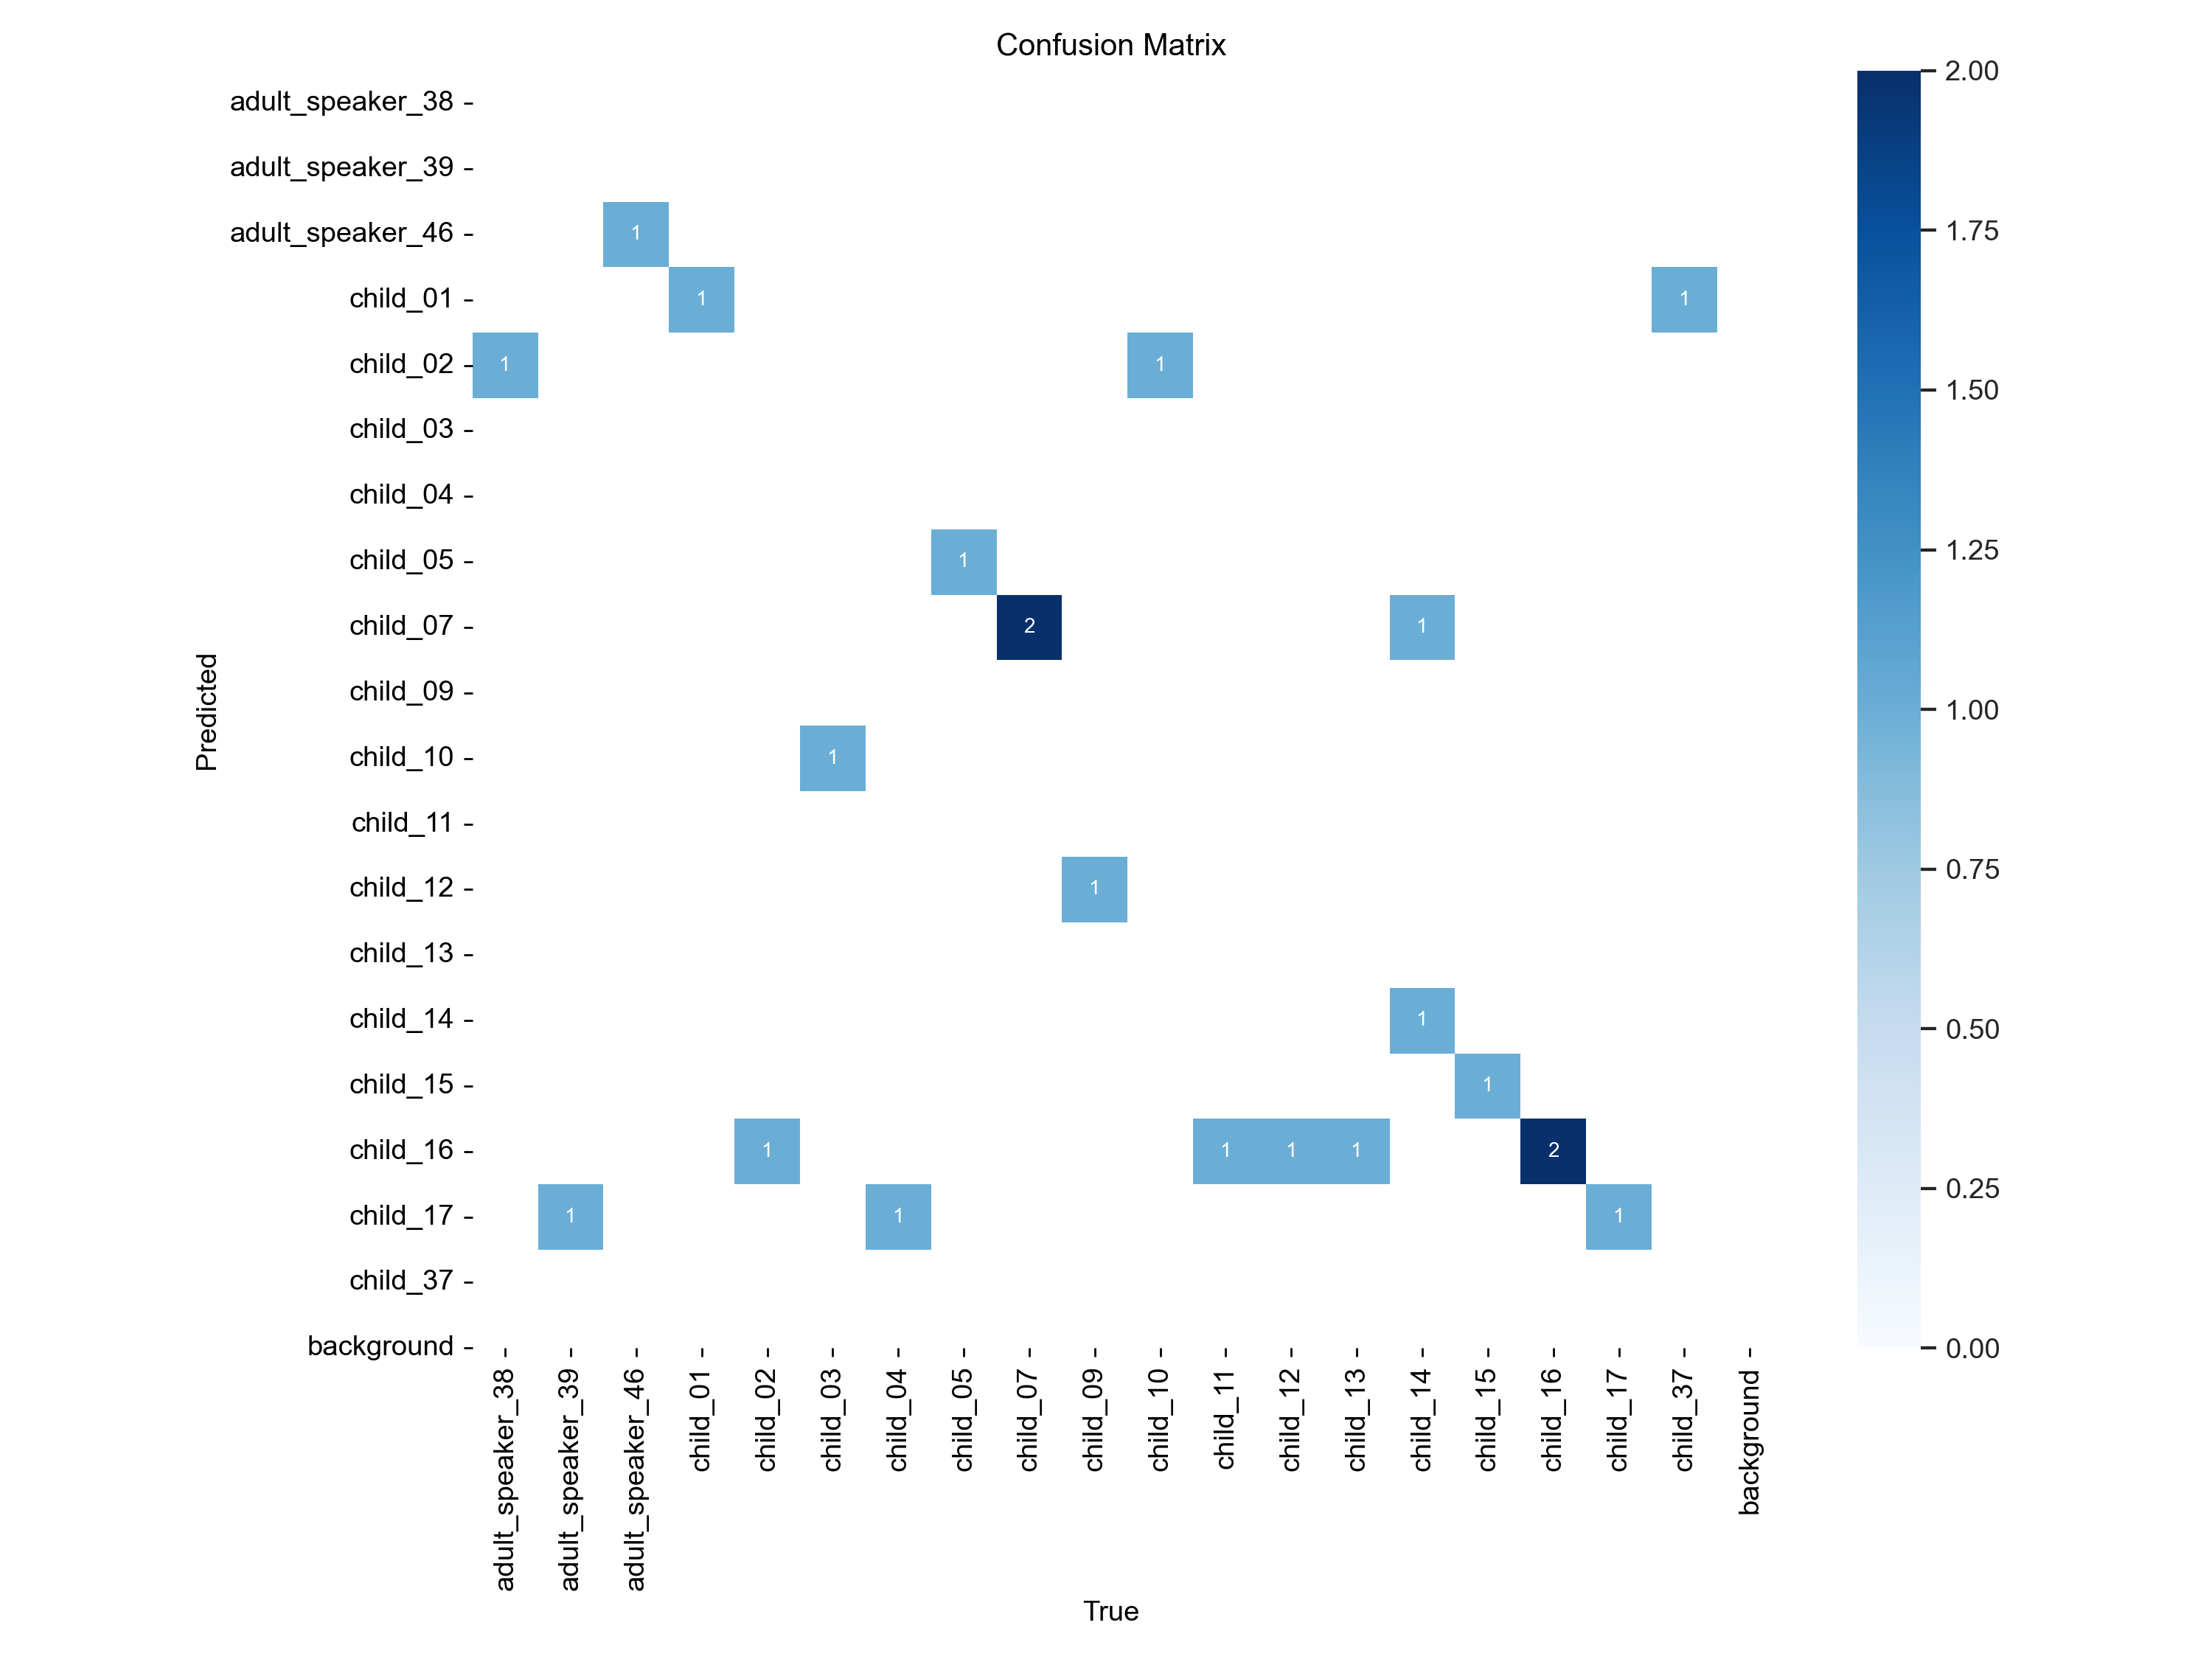 Confusion Matrix
adult_speaker_38
adult_speaker_39
adult_speaker_46
1
child_01
1
1
child_02
1
1
child_03
child_04
child_05
1
child_07
2
1
child_09
child_10
1
child_11
child_12
1
child_13
child_14
1
child_15
1
child_16
1
1
1
1
2
child_17
1
1
1
child_37
background
Predicted
adult_speaker_38
adult_speaker_39
adult_speaker_46
child_01
child_02
child_03
child_04
child_05
child_07
child_09
child_10
child_11
child_12
child_13
child_14
child_15
child_16
child_17
child_37
background
True
2.00
1.75
1.50
1.25
1.00
0.75
0.50
0.25
0.00